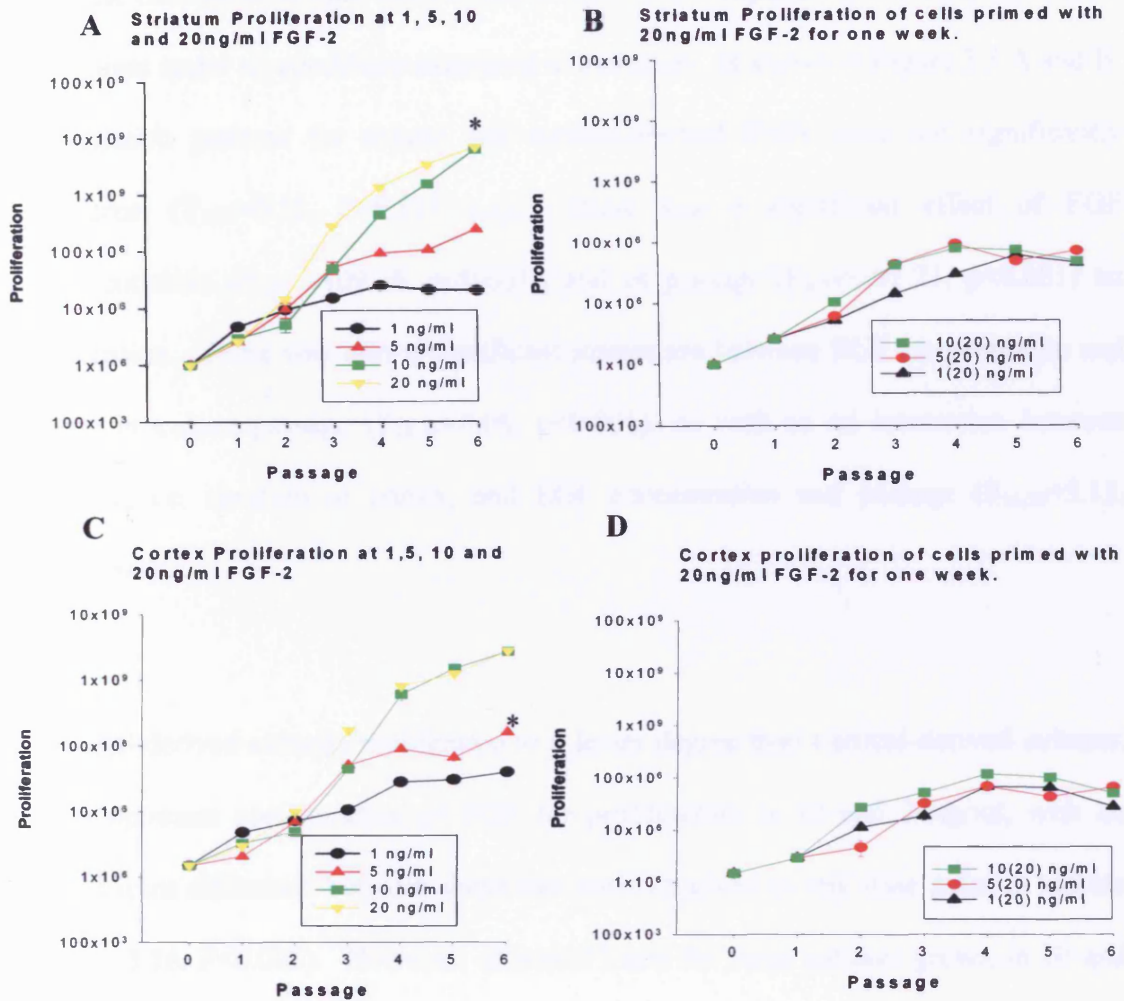 A
Striatum Proliferation at 1, 5, 10
and 20ng/ml FGF-2
Proliferation
100x10⁹
10x10⁹
1x10⁹
100x10⁶
10x10⁶
1x10⁶
100x10³
*
1 ng/ml
5 ng/ml
10 ng/ml
20 ng/ml
0 1 2 3 4 5 6
Passage
B
Striatum Proliferation of cells primed with
20ng/ml FGF-2 for one week.
Proliferation
100x10⁹
10x10⁹
1x10⁹
100x10⁶
10x10⁶
1x10⁶
100x10³
10(20) ng/ml
5(20) ng/ml
1(20) ng/ml
0 1 2 3 4 5 6
Passage
C
Cortex Proliferation at 1,5, 10 and
20ng/ml FGF-2
Proliferation
10x10⁹
1x10⁹
100x10⁶
10x10⁶
1x10⁶
100x10³
*
1 ng/ml
5 ng/ml
10 ng/ml
20 ng/ml
0 1 2 3 4 5 6
Passage
D
Cortex proliferation of cells primed with
20ng/ml FGF-2 for one week.
Proliferation
100x10⁹
10x10⁹
1x10⁹
100x10⁶
10x10⁶
1x10⁶
100x10³
10(20) ng/ml
5(20) ng/ml
1(20) ng/ml
0 1 2 3 4 5 6
Passage